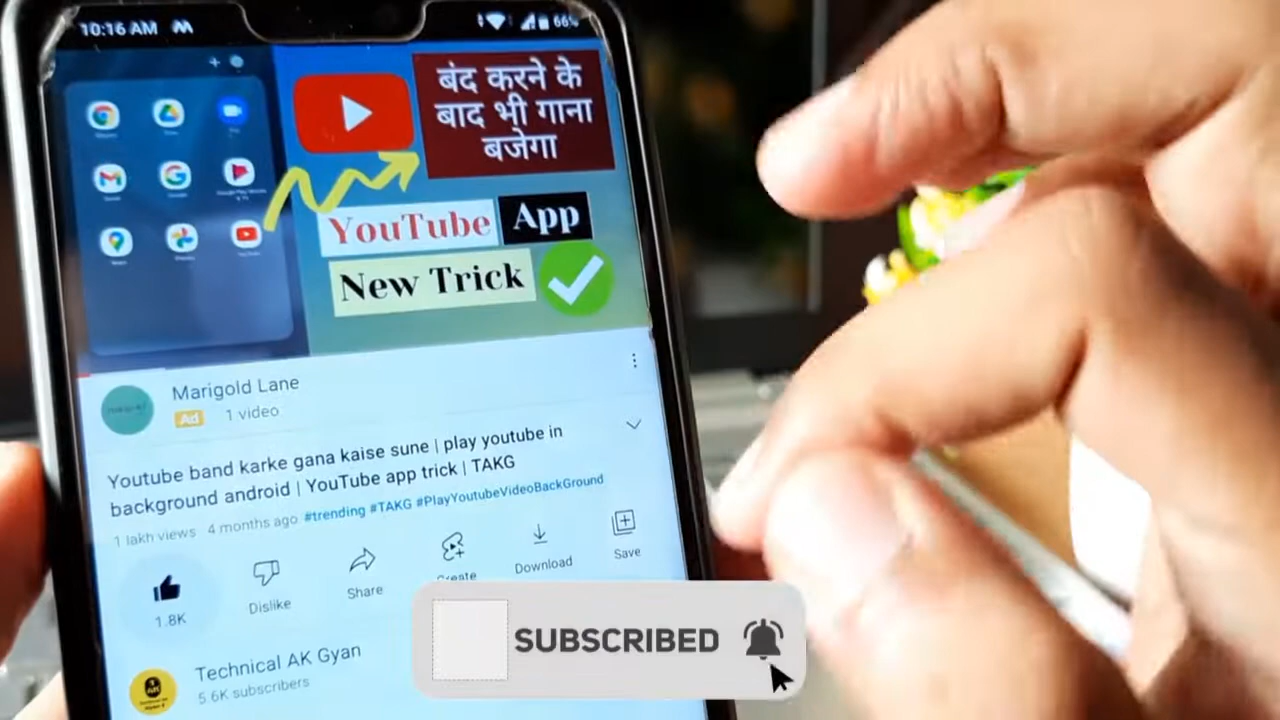 10:16 AM
66%
बंद करने के
बाद भी गाना
बजेगा
YouTube App
New Trick
Marigold Lane
Ad 1 video
Youtube band karke gana kaise sune | play youtube in
background android | YouTube app trick | TAKG
1 lakh views 4 months ago #trending #TAKG #PlayYoutubeVideoBackGround
1.8K
Dislike
Share
Create
Download
Save
Technical AK Gyan
5.6K subscribers
SUBSCRIBED